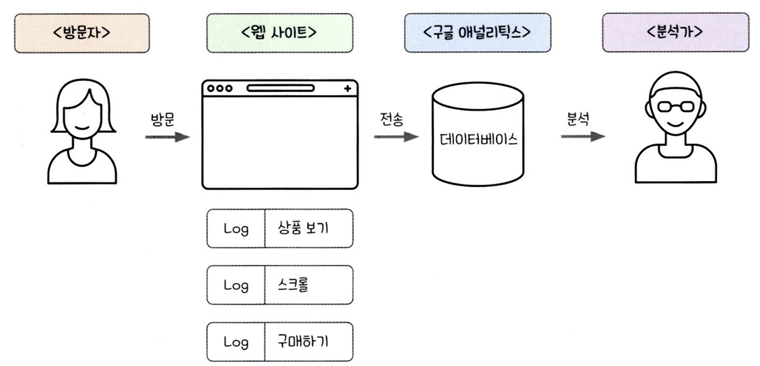 <방문자>
<웹 사이트>
<구글 애널리틱스>
<분석가>
방문
전송
데이터베이스
분석
Log 상품 보기
Log 스크롤
Log 구매하기